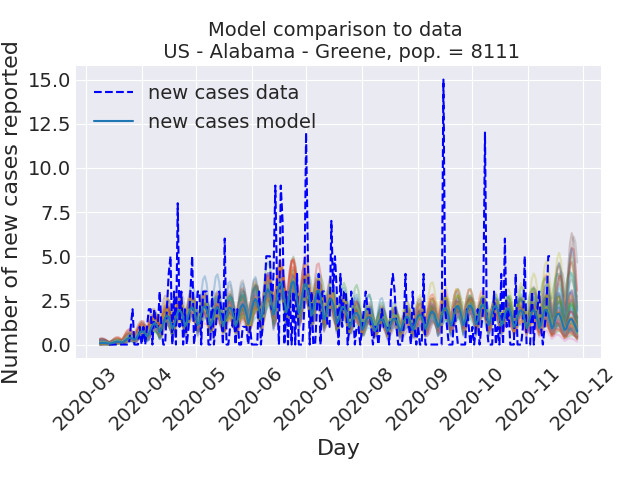 Model comparison to data
US - Alabama - Greene, pop. = 8111
Number of new cases reported
15.0
12.5
10.0
7.5
5.0
2.5
0.0
new cases data
new cases model
2020-03
2020-04
2020-05
2020-06
2020-07
2020-08
2020-09
2020-10
2020-11
2020-12
Day